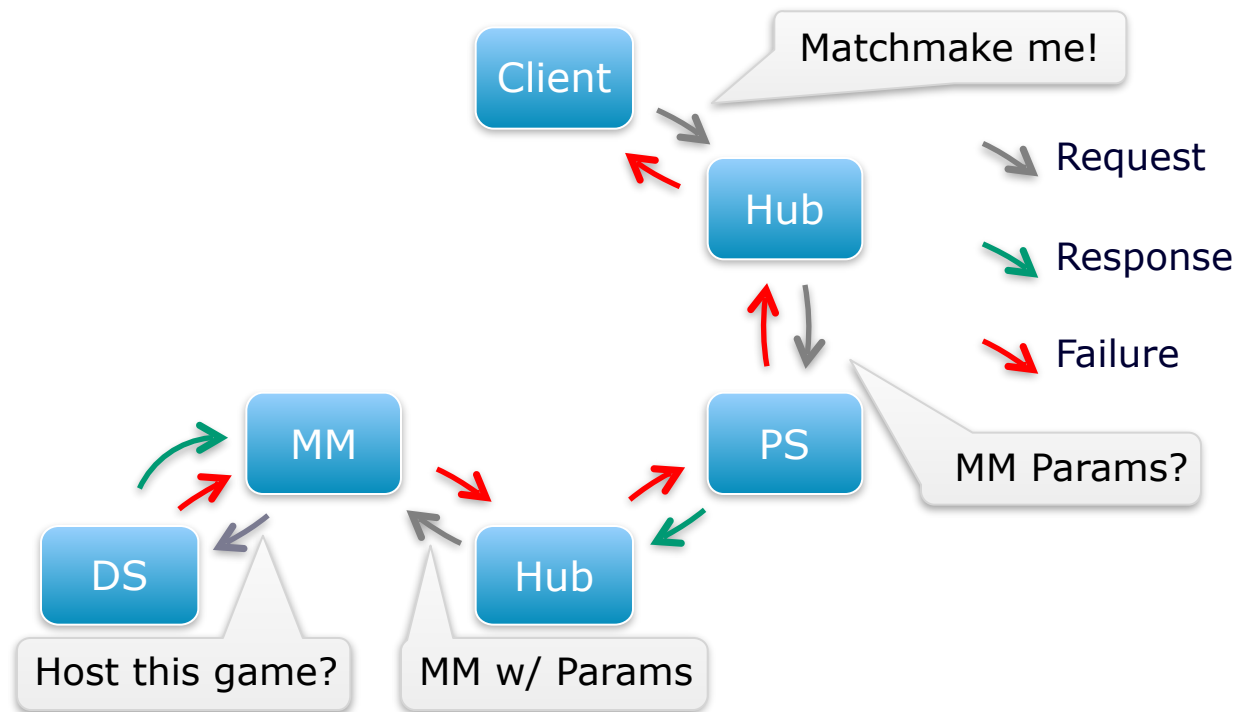 Matchmake me!
Client
Request
Hub
Response
Failure
MM
PS
MM Params?
DS
Hub
Host this game?
MM w/ Params